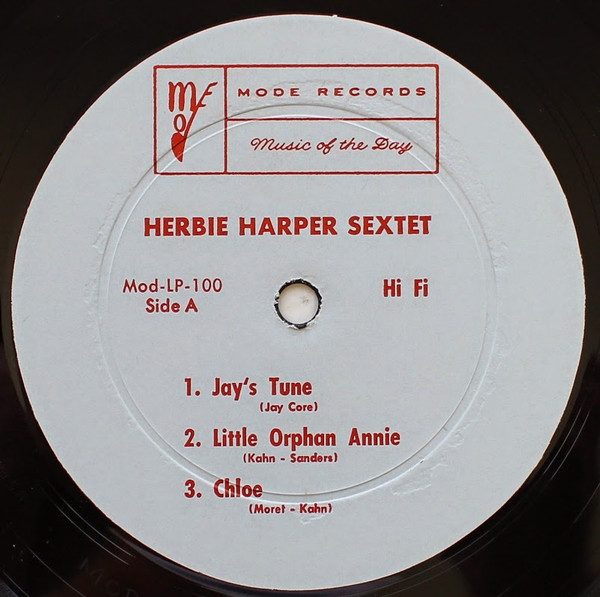 mode
MODE RECORDS
Music of the Day
HERBIE HARPER SEXTET
Mod-LP-100
Hi Fi
Side A
1. Jay's Tune
(Jay Core)
2. Little Orphan Annie
(Kahn - Sanders)
3. Chloe
(Moret - Kahn)